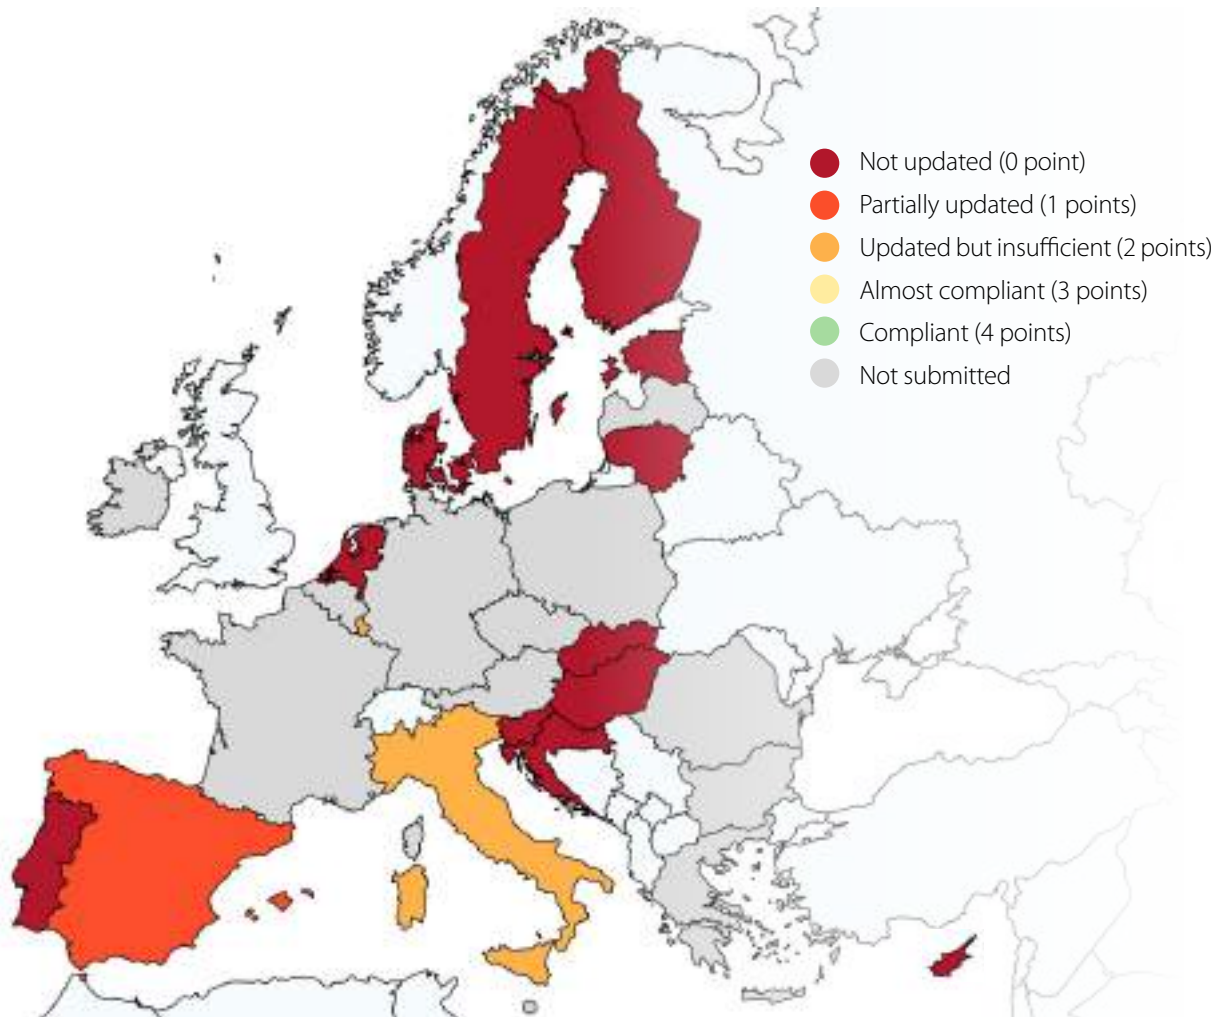 Not updated (0 point)
Partially updated (1 points)
Updated but insufficient (2 points)
Almost compliant (3 points)
Compliant (4 points)
Not submitted